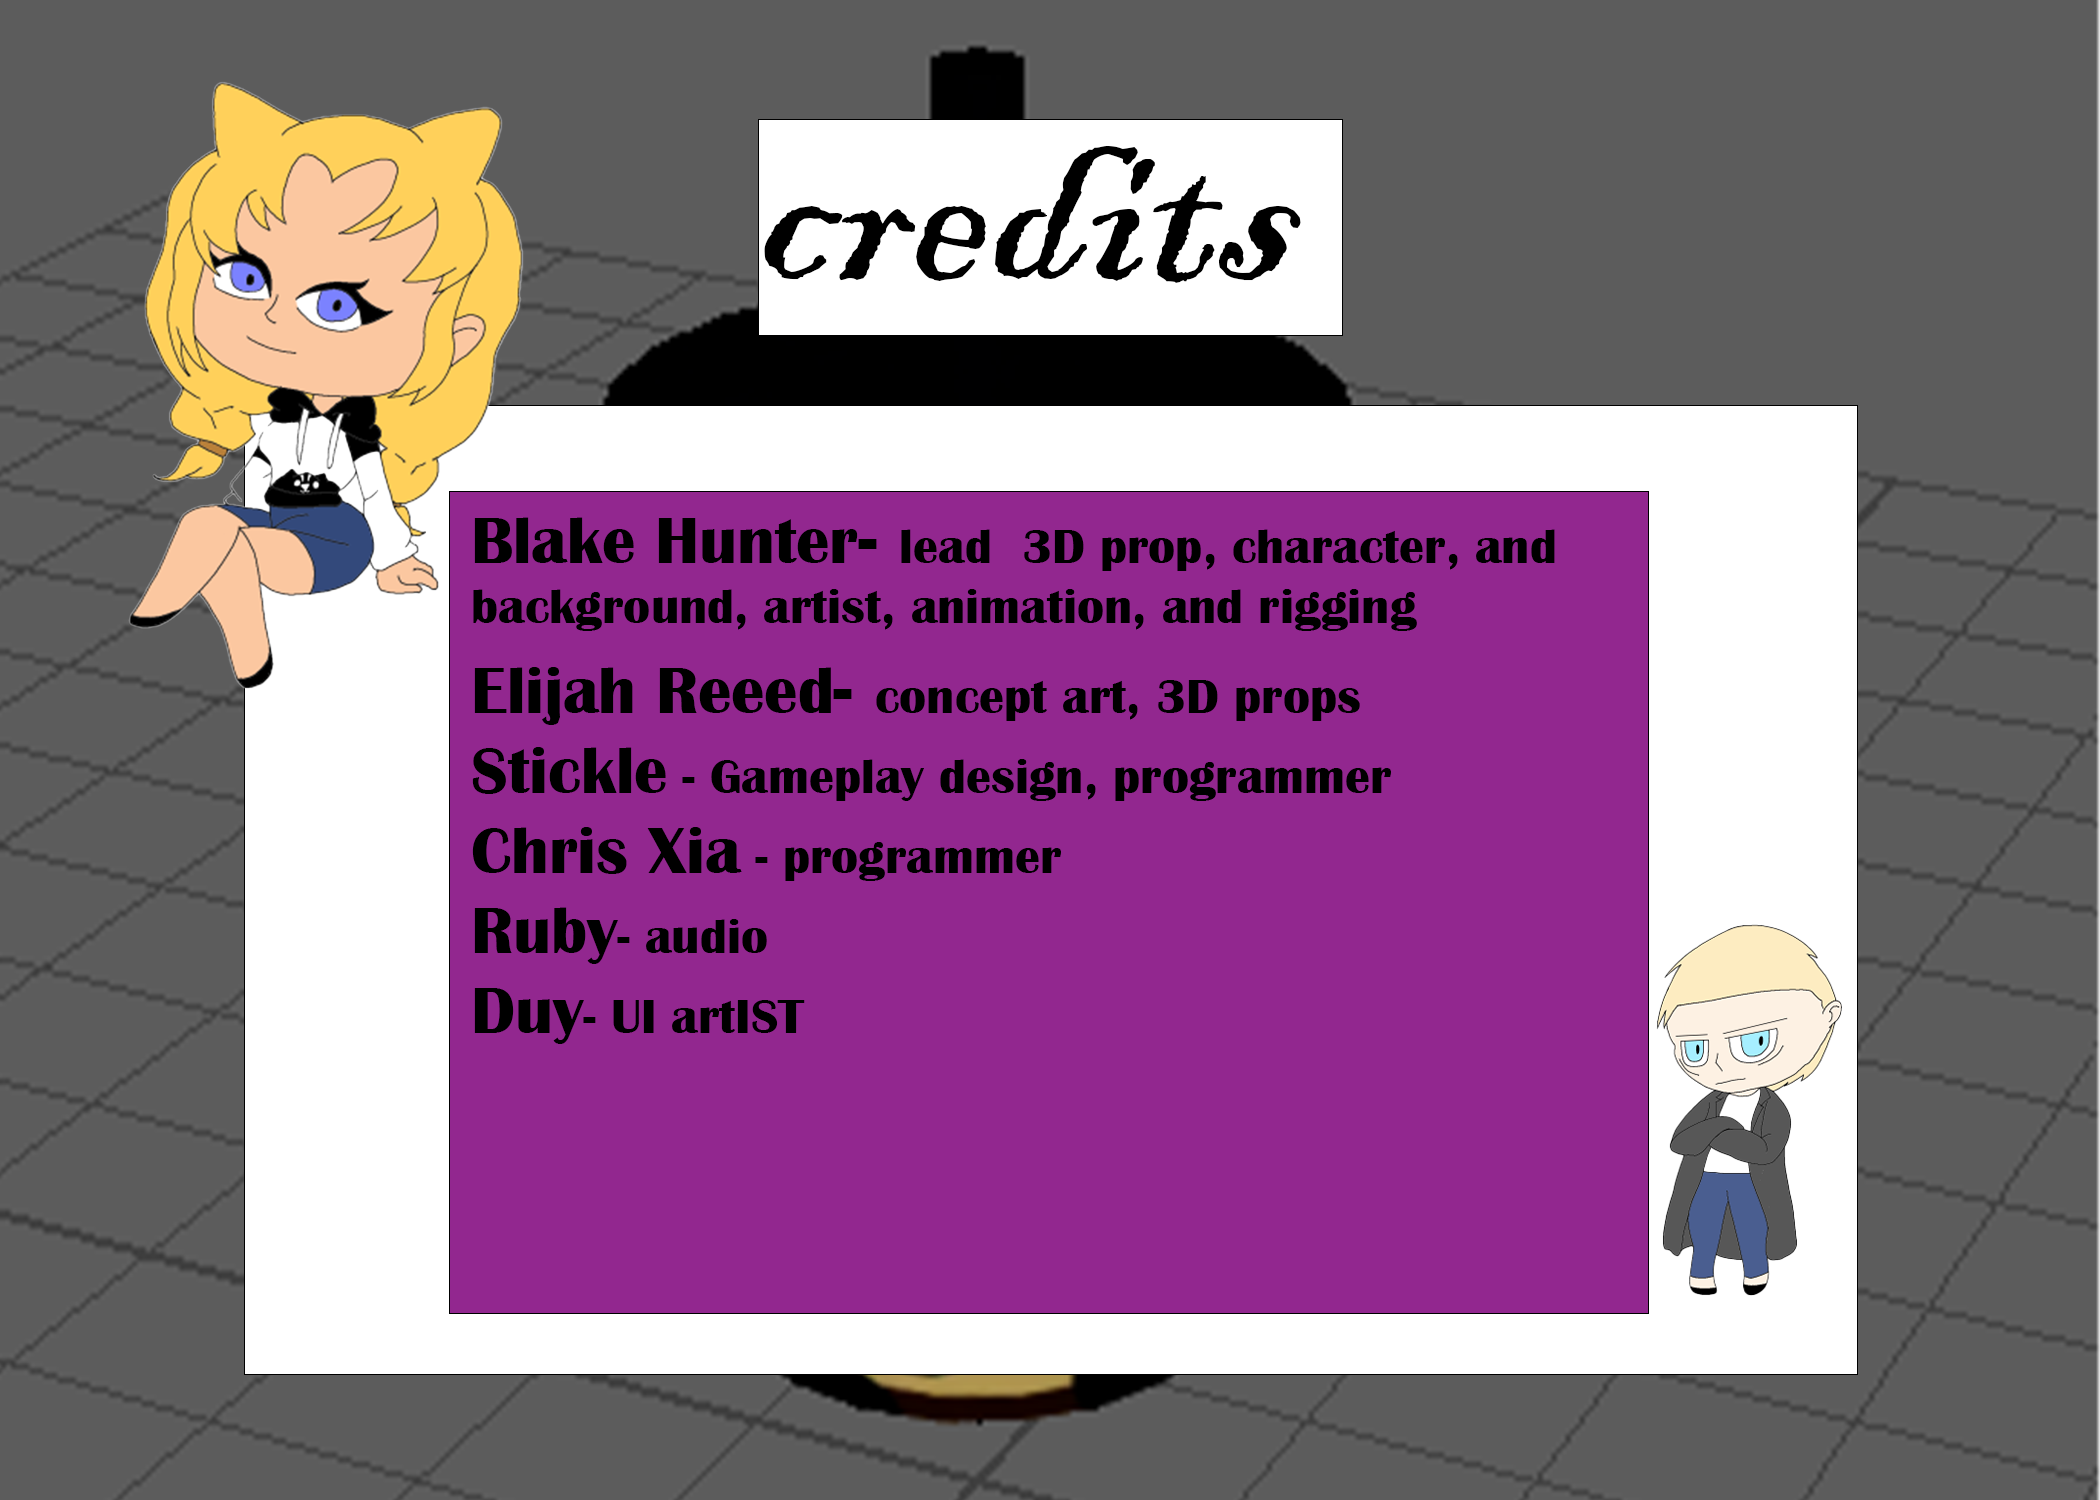 credits
Blake Hunter- lead  3D prop, character, and
background, artist, animation, and rigging
Elijah Reeed- concept art, 3D props
Stickle - Gameplay design, programmer
Chris Xia - programmer
Ruby- audio
Duy- UI artIST